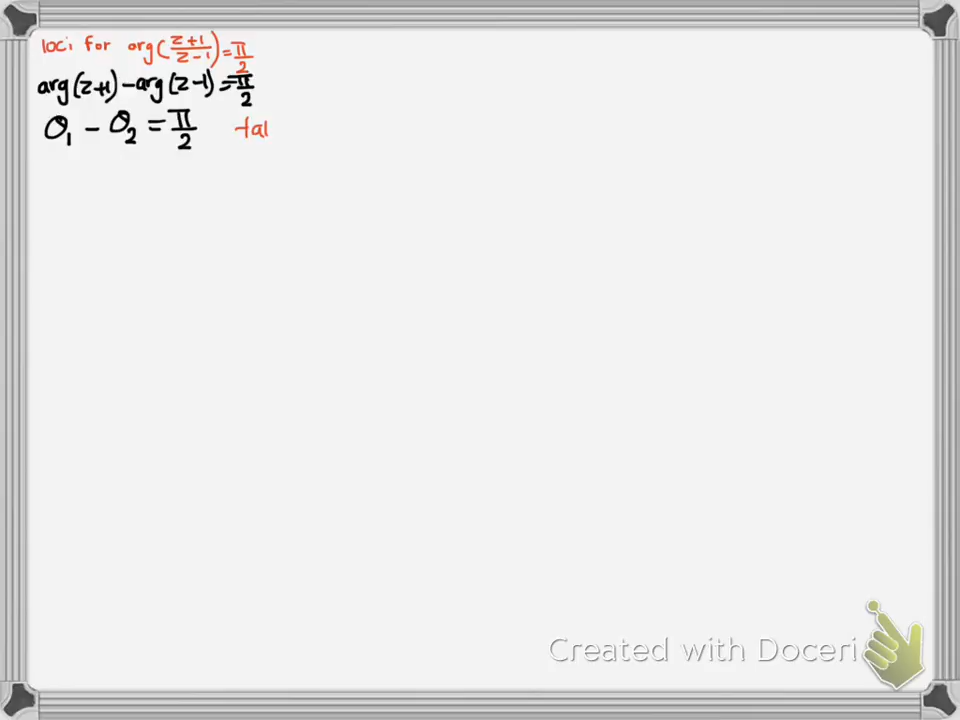 loci for arg(z+1/z-1)=π/2
arg(z+1)-arg(z-1)=π/2
θ₁ - θ₂ = π/2
Created with Doceri